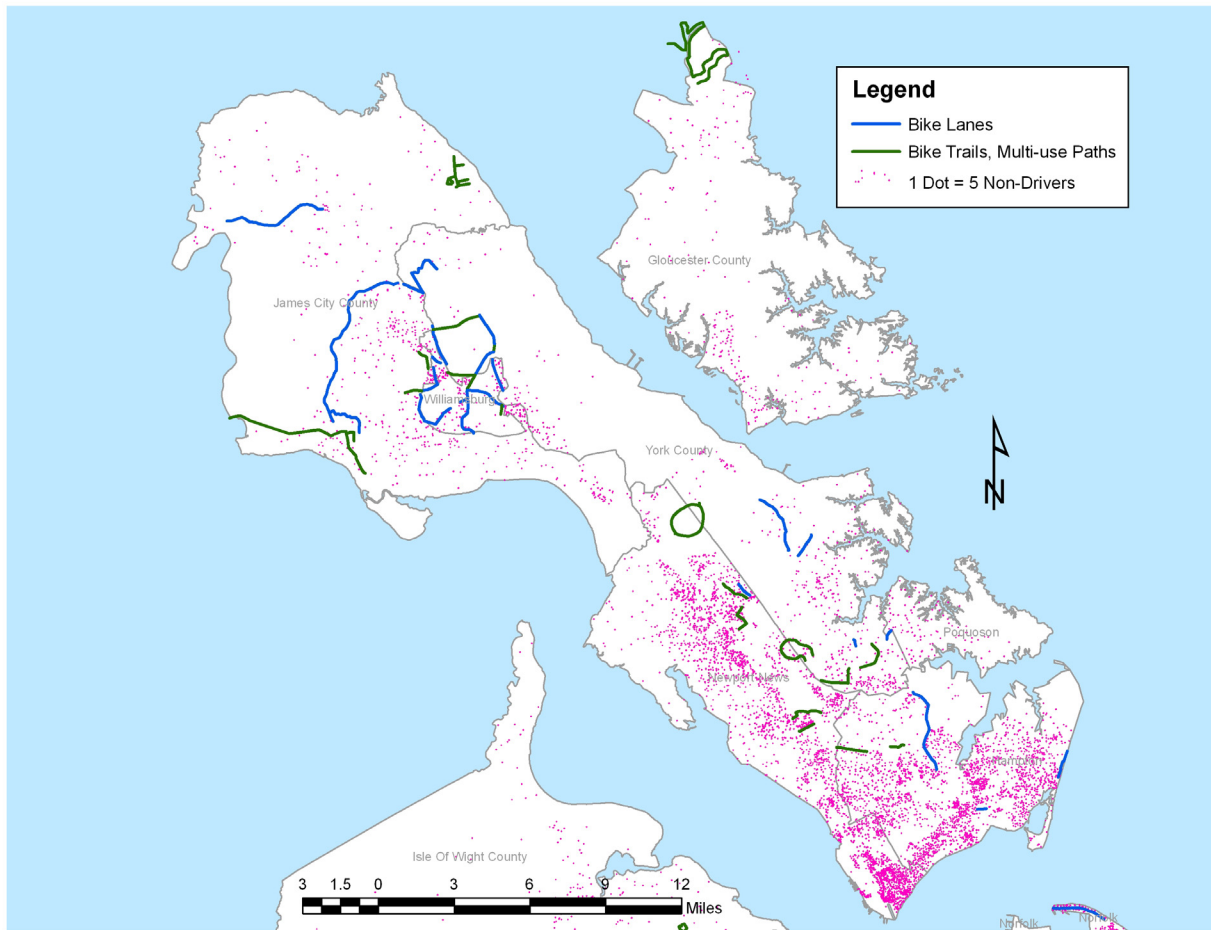 Legend
Bike Lanes
Bike Trails, Multi-use Paths
1 Dot = 5 Non-Drivers
Gloucester County
James City County
Williamsburg
York County
N
Poquoson
Newport News
Hampton
Isle Of Wight County
3 1.5 0 3 6 9 12
Miles
Norfolk
Norfolk